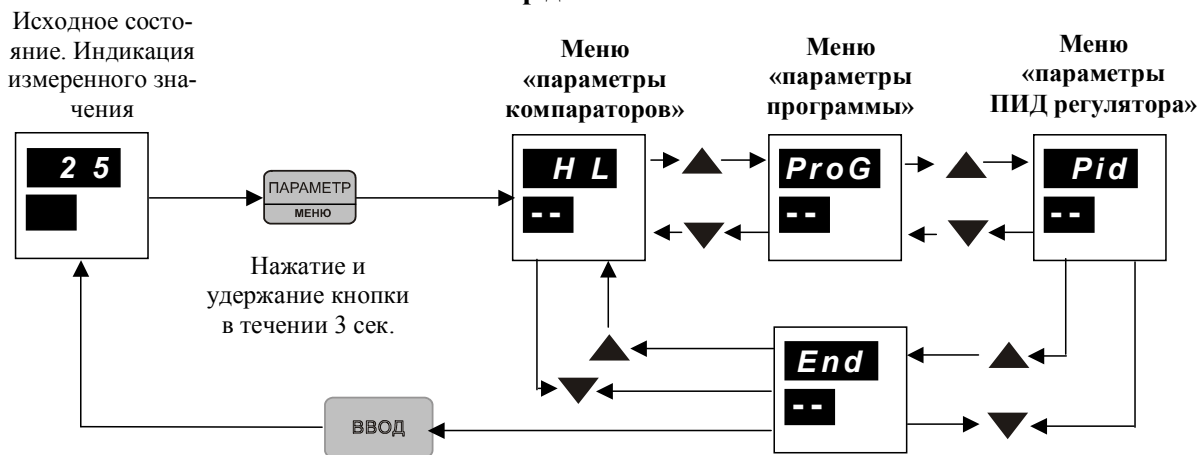 Исходное состо-
яние. Индикация
измеренного зна-
чения
Меню
«параметры
компараторов»
Меню
«параметры
программы»
Меню
«параметры
ПИД регулятора»
2 5
ПАРАМЕТР
МЕНЮ
H L
--
ProG
--
Pid
--
Нажатие и
удержание кнопки
в течении 3 сек.
End
--
ВВОД